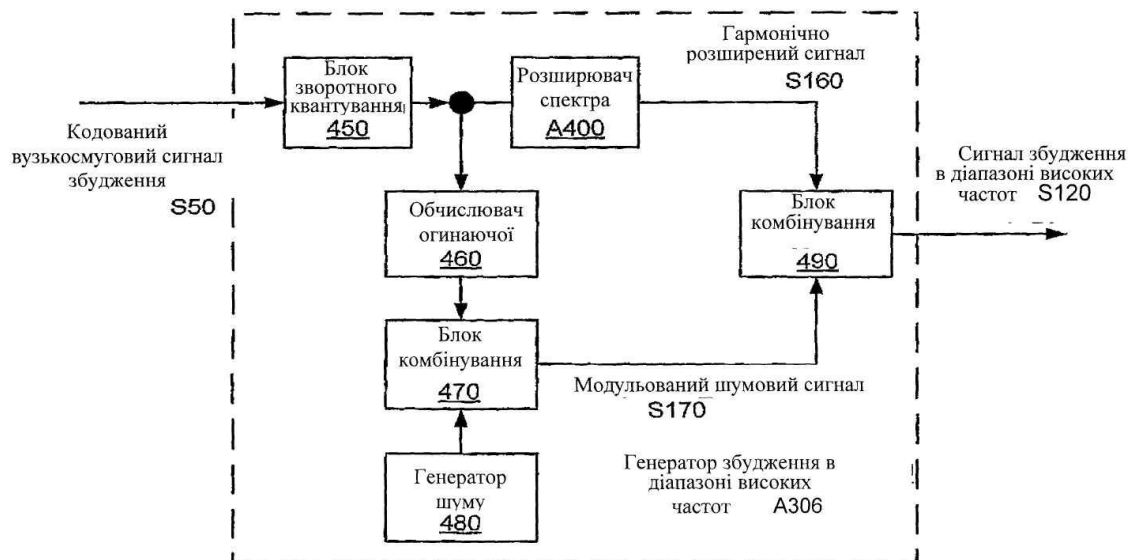 Гармонічно
розширений сигнал
S160
Блок
зворотного
квантування
450
Розширювач
спектра
A400
Кодований
вузькосмуговий сигнал
збудження
S50
Сигнал збудження
в діапазоні високих
частот S120
Обчислювач
огинаючої
460
Блок
комбінування
490
Блок
комбінування
470
Модульований шумовий сигнал
S170
Генератор
шуму
480
Генератор збудження в
діапазоні високих
частот A306